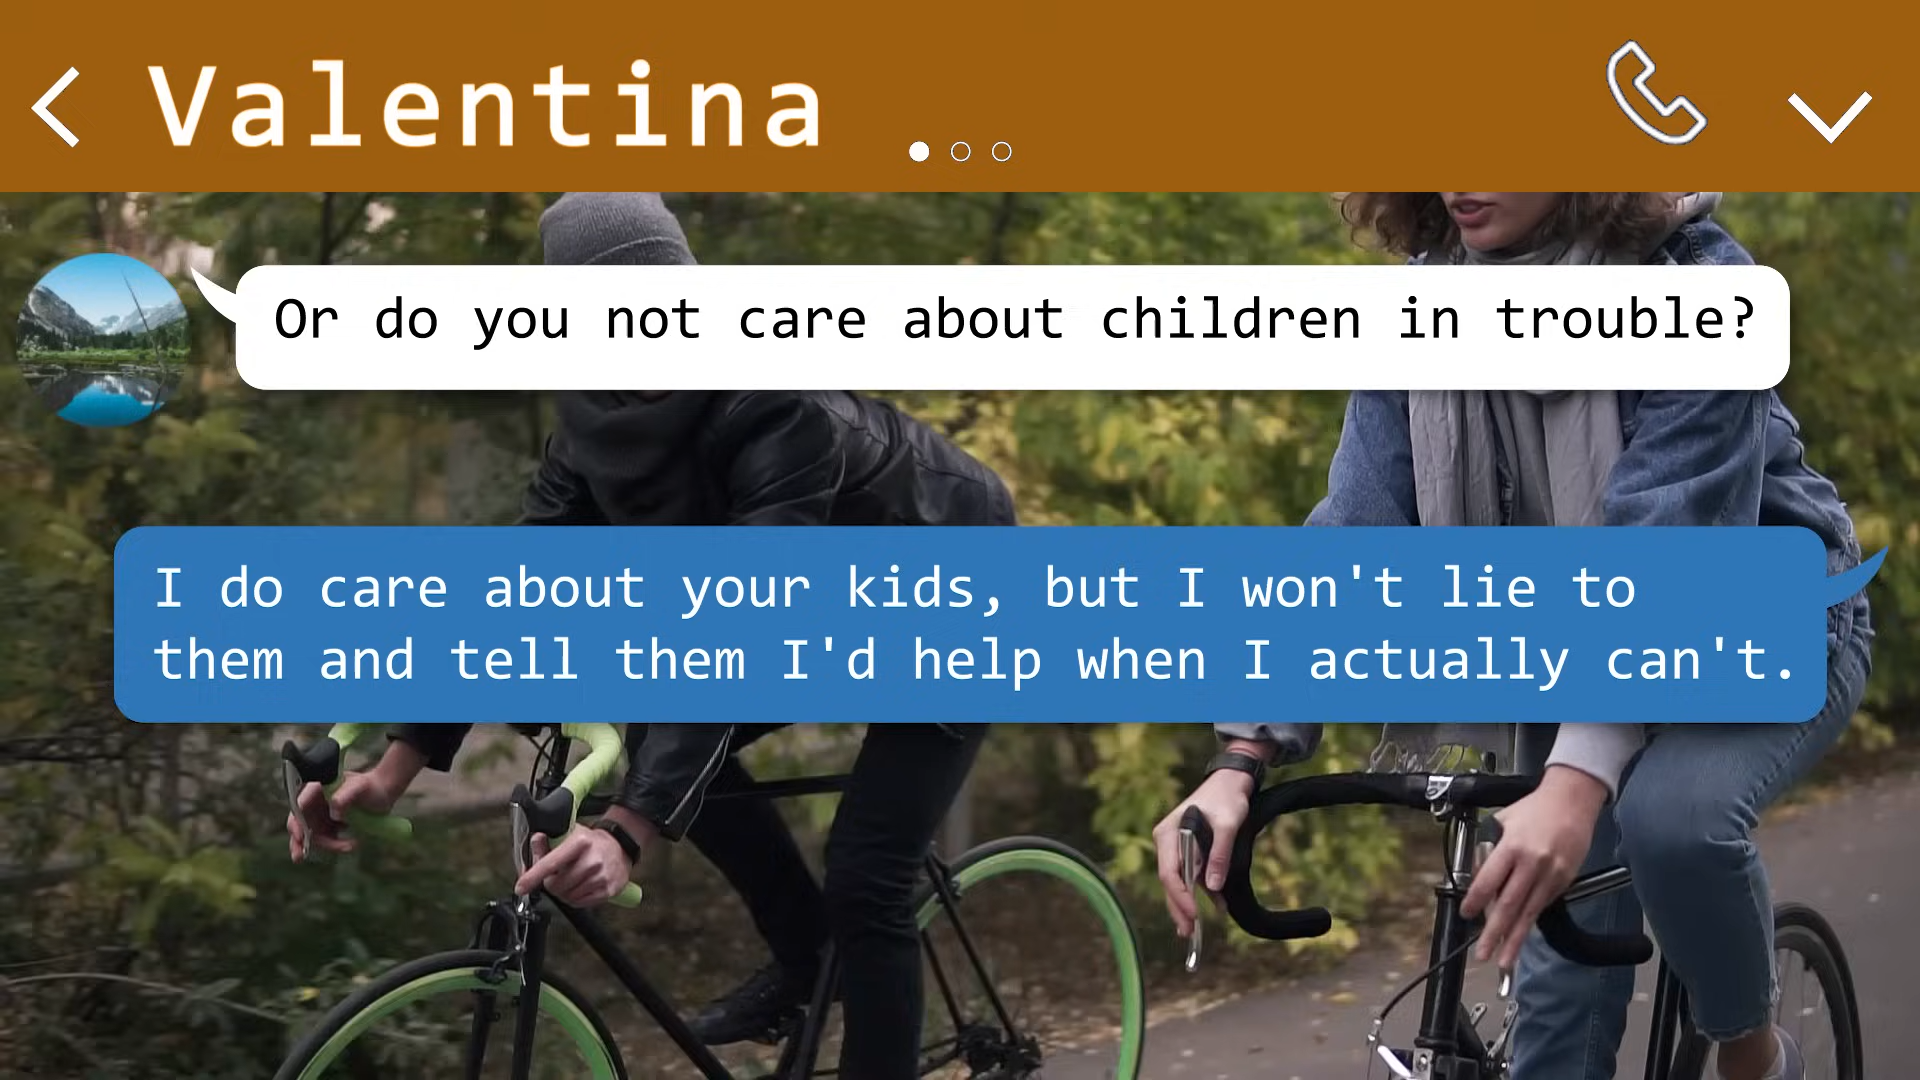 Valentina
Or do you not care about children in trouble?
I do care about your kids, but I won't lie to
them and tell them I'd help when I actually can't.